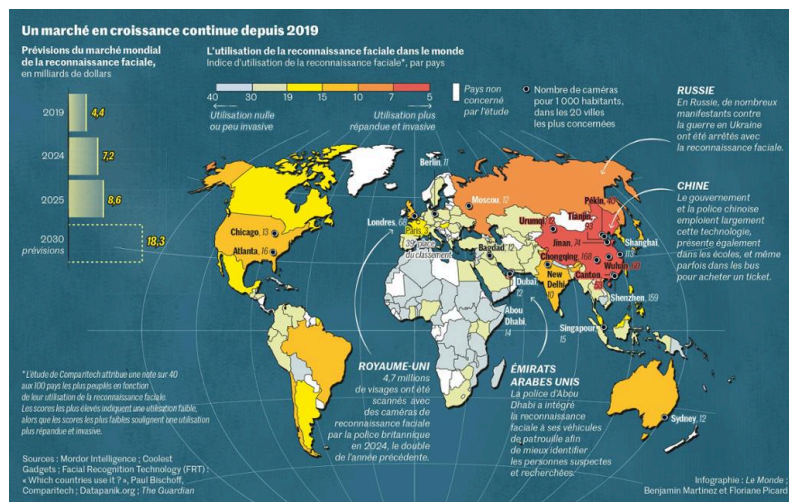 Un marché en croissance continue depuis 2019
Prévisions du marché mondial
de la reconnaissance faciale,
en milliards de dollars
2019
4,4
2024
7,2
2025
8,6
2030
prévisions
18,3
L'utilisation de la reconnaissance faciale dans le monde
Indice d'utilisation de la reconnaissance faciale*, par pays
40 30 19 15 10 7 5
Utilisation nulle
ou peu invasive
Utilisation plus
répandue et invasive
Pays non
concerné
par l'étude
Nombre de caméras
pour 1 000 habitants,
dans les 20 villes
les plus concernées
RUSSIE
En Russie, de nombreux
manifestants contre
la guerre en Ukraine
ont été arrêtés avec
la reconnaissance faciale.
CHINE
Le gouvernement
et la police chinoise
emploient largement
cette technologie,
présente également
dans les écoles, et même
parfois dans les bus
pour acheter un ticket.
Berlin, 11
Moscou, 12
Londres, 68
Paris, 3
du classement
Chicago, 13
Atlanta, 16
Bagdad, 12
Urumqi,
Pékin,
Tianjin,
Jinan, 74
Shanghaï,
Chongqing, 168
Wuhan,
Canton,
Shenzhen, 159
New
Delhi,
10
Dubaï,
12
Abou
Dhabi,
14
Singapour
15
Sydney, 12
ROYAUME-UNI
4,7 millions
de visages ont été
scannés avec
des caméras de
reconnaissance faciale
par la police britannique
en 2024, le double
de l'année précédente.
ÉMIRATS
ARABES UNIS
La police d'Abou
Dhabi a intégré
la reconnaissance
faciale à ses véhicules
de patrouille afin
de mieux identifier
les personnes suspectes
et recherchées.
* L'étude de Comparitech attribue une note sur 40
aux 100 pays les plus peuplés en fonction
de leur utilisation de la reconnaissance faciale.
Les scores les plus élevés indiquent une utilisation faible,
alors que les scores les plus faibles soulignent une utilisation
plus répandue et invasive.
Sources : Mordor Intelligence ; Coolest
Gadgets ; Facial Recognition Technology (FRT) :
« Which countries use it ? », Paul Bischoff,
Comparitech ; Datapanik.org ; The Guardian
Infographie : Le Monde ;
Benjamin Martinez et Floriane Picard